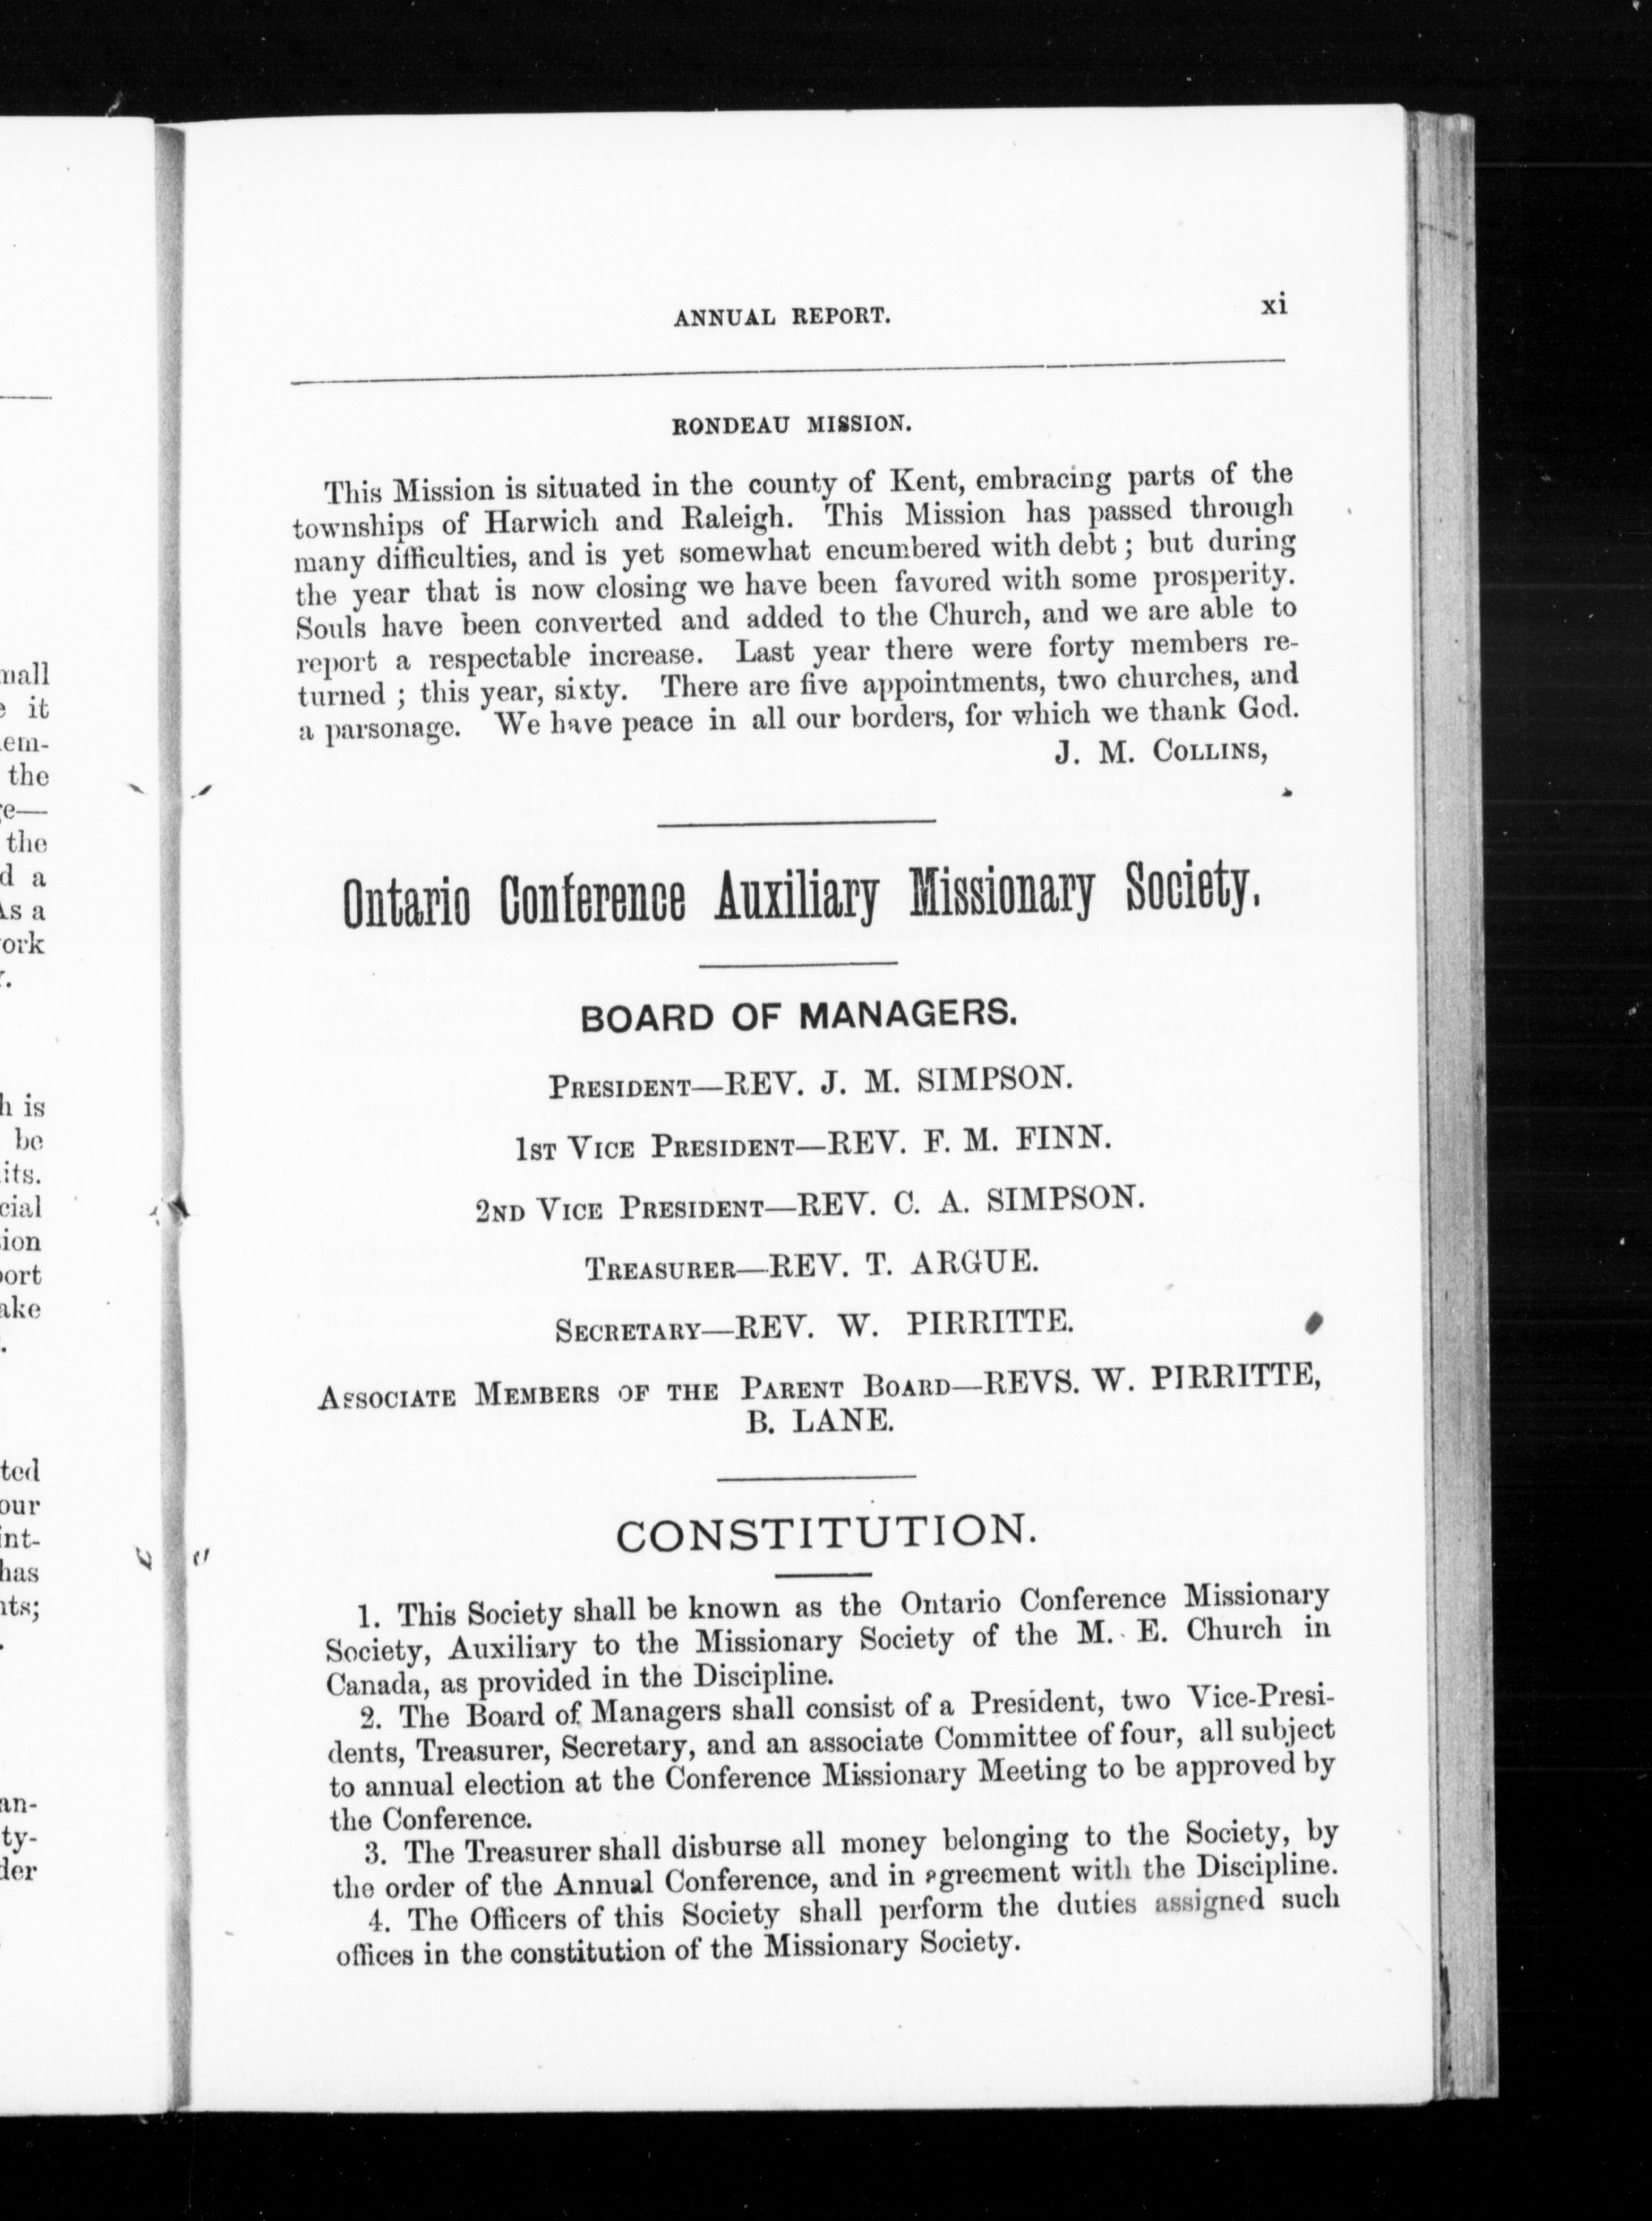 ANNUAL REPORT. xi
RONDEAU MISSION.
This Mission is situated in the county of Kent, embracing parts of the
townships of Harwich and Raleigh. This Mission has passed through
many difficulties, and is yet somewhat encumbered with debt; but during
the year that is now closing we have been favored with some prosperity.
Souls have been converted and added to the Church, and we are able to
report a respectable increase. Last year there were forty members re-
turned; this year, sixty. There are five appointments, two churches, and
a parsonage. We have peace in all our borders, for which we thank God.
J. M. COLLINS,
Ontario Conference Auxiliary Missionary Society.
BOARD OF MANAGERS.
PRESIDENT—REV. J. M. SIMPSON.
1ST VICE PRESIDENT—REV. F. M. FINN.
2ND VICE PRESIDENT—REV. C. A. SIMPSON.
TREASURER—REV. T. ARGUE.
SECRETARY—REV. W. PIRRITTE.
ASSOCIATE MEMBERS OF THE PARENT BOARD—REVS. W. PIRRITTE,
B. LANE.
CONSTITUTION.
1. This Society shall be known as the Ontario Conference Missionary
Society, Auxiliary to the Missionary Society of the M. E. Church in
Canada, as provided in the Discipline.
2. The Board of Managers shall consist of a President, two Vice-Presi-
dents, Treasurer, Secretary, and an associate Committee of four, all subject
to annual election at the Conference Missionary Meeting to be approved by
the Conference.
3. The Treasurer shall disburse all money belonging to the Society, by
the order of the Annual Conference, and in agreement with the Discipline.
4. The Officers of this Society shall perform the duties assigned such
offices in the constitution of the Missionary Society.